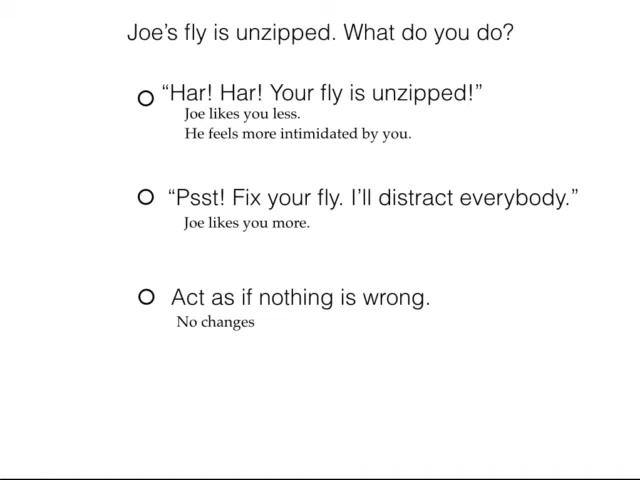 Joe’s fly is unzipped. What do you do?
“Har! Har! Your fly is unzipped!”
Joe likes you less.
He feels more intimidated by you.
“Psst! Fix your fly. I’ll distract everybody.”
Joe likes you more.
Act as if nothing is wrong.
No changes